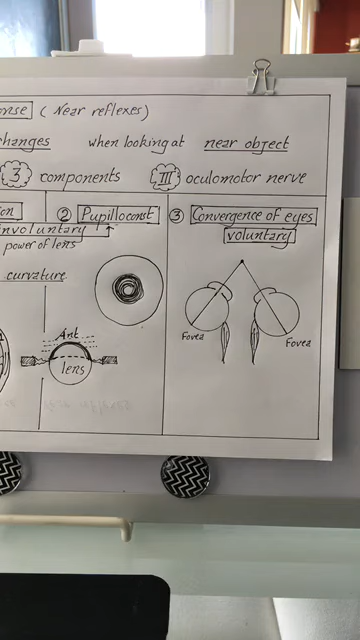 nse ( Near reflexes)
changes when looking at near object
3 components III oculomotor nerve
on ② Pupilloconst ③ Convergence of eyes
involuntary voluntary
power of lens
curvature
Ant
lens
Fovea Fovea